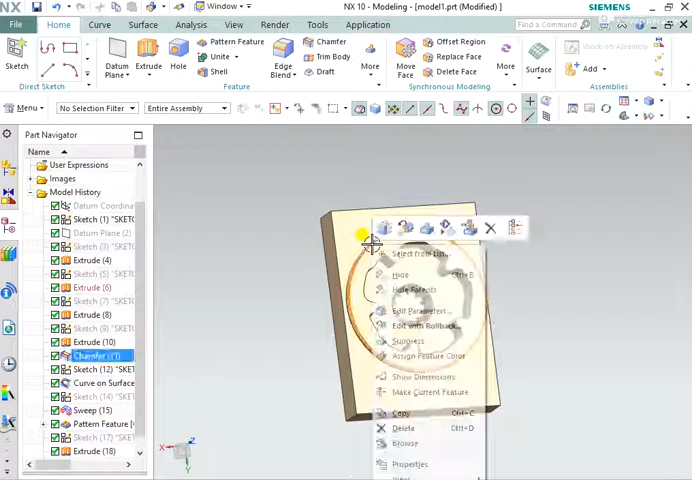 NX
Window
NX 10 - Modeling - [model1.prt (Modified) ]
SIEMENS
File
Home
Curve
Surface
Analysis
View
Render
Tools
Application
Find a Command
Sketch
Direct Sketch
Datum Plane
Extrude
Hole
Pattern Feature
Unite
Shell
Edge Blend
Chamfer
Trim Body
Draft
More
Feature
Move Face
Offset Region
Replace Face
Delete Face
More
Synchronous Modeling
Surface
Work on Assembly
Add
Assemblies
Menu
No Selection Filter
Entire Assembly
Part Navigator
Name
User Expressions
Images
Model History
Datum Coordina
Sketch (1) "SKETC
Datum Plane (2)
Sketch (3) "SKETC
Extrude (4)
Sketch (5) "SKETC
Extrude (6)
Sketch (7) "SKETC
Extrude (8)
Sketch (9) "SKETC
Extrude (10)
Chamfer (11)
Sketch (12) "SKET
Curve on Surface
Sketch (14) "SKET
Sweep (15)
Pattern Feature [
Sketch (17) "SKET
Extrude (18)
Select from List...
Hide Ctrl+B
Hide Parents
Edit Parameters...
Edit with Rollback...
Suppress
Assign Feature Color
Show Dimensions
Make Current Feature
Copy Ctrl+C
Delete Ctrl+D
Browse
Properties
X
Z
Y